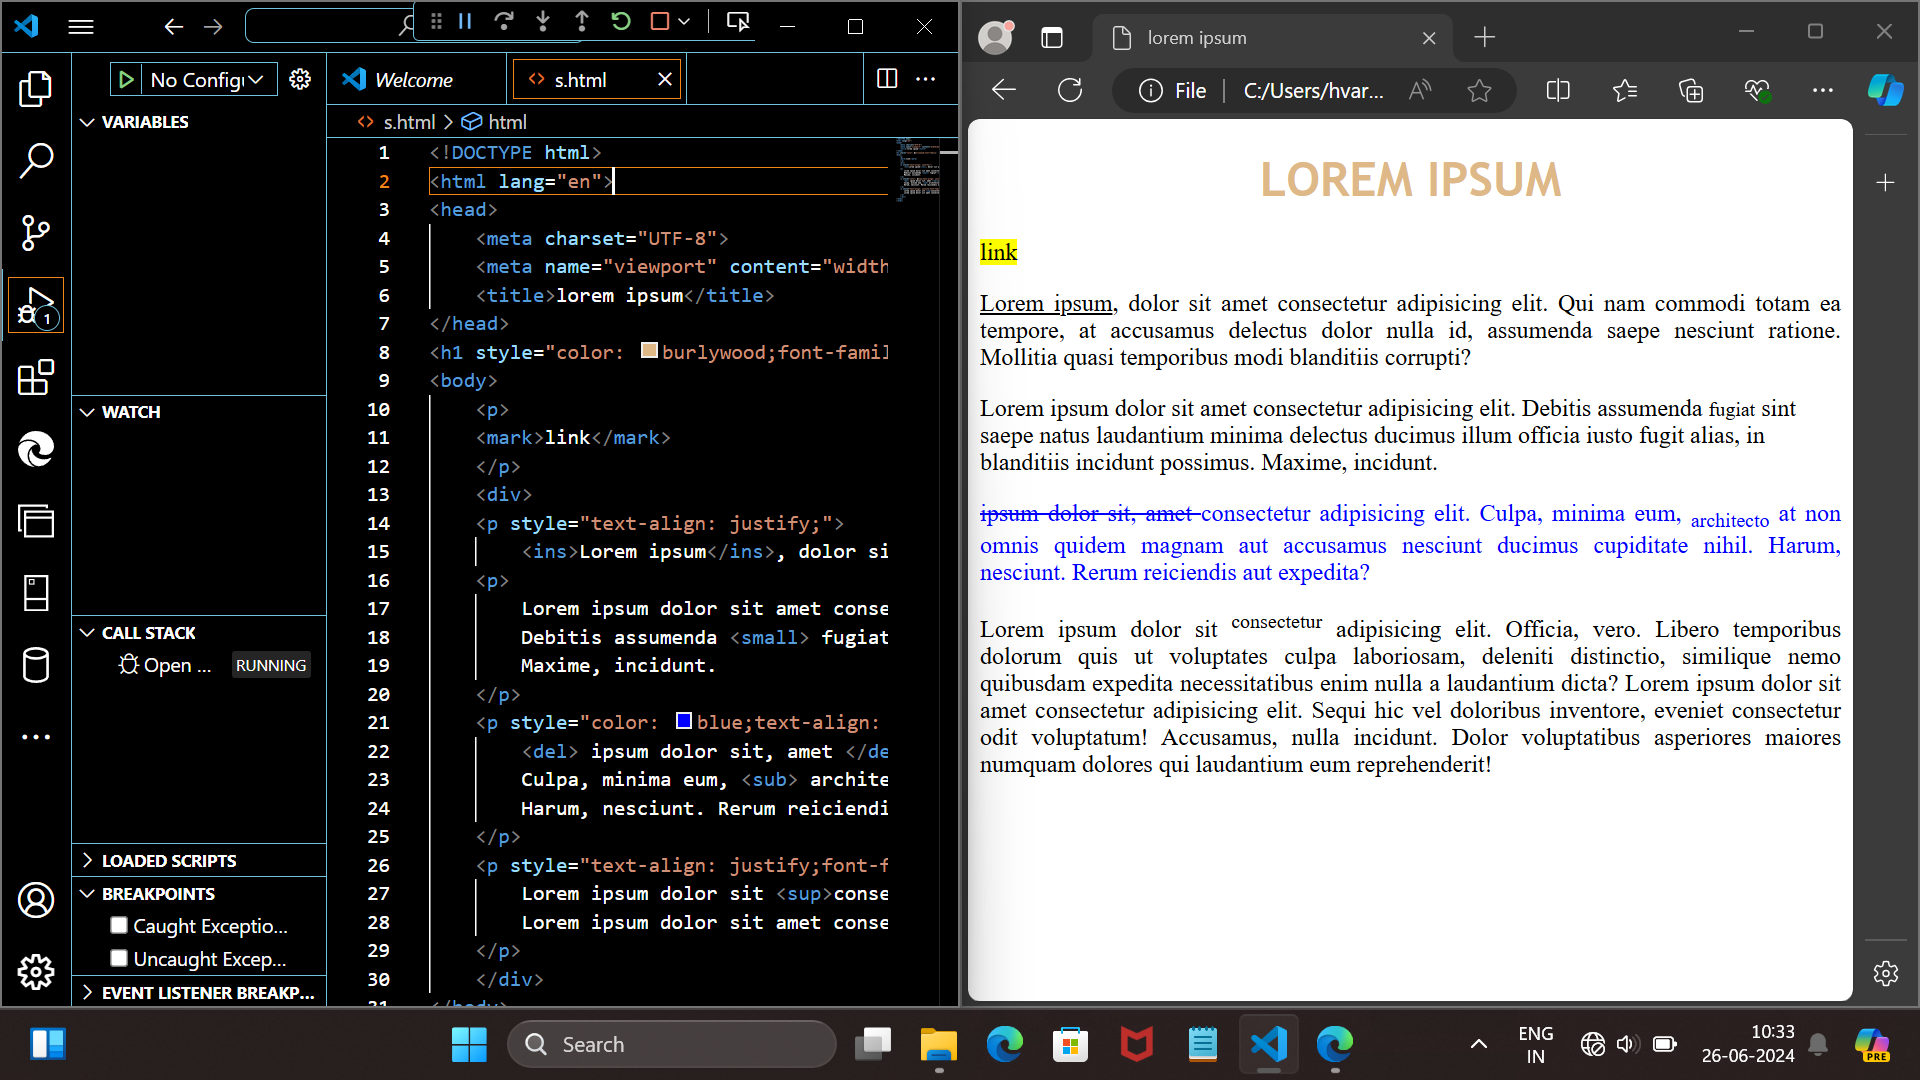 No Config
VARIABLES
WATCH
CALL STACK
Open ...
RUNNING
LOADED SCRIPTS
BREAKPOINTS
Caught Exceptio...
Uncaught Excep...
EVENT LISTENER BREAKP...
1
Welcome
s.html
s.html > html
1 <!DOCTYPE html>
2 <html lang="en">
3 <head>
4 <meta charset="UTF-8">
5 <meta name="viewport" content="width
6 <title>lorem ipsum</title>
7 </head>
8 <h1 style="color: burlywood;font-famil
9 <body>
10 <p>
11 <mark>link</mark>
12 </p>
13 <div>
14 <p style="text-align: justify;">
15 <ins>Lorem ipsum</ins>, dolor si
16 <p>
17 Lorem ipsum dolor sit amet conse
18 Debitis assumenda <small> fugiat
19 Maxime, incidunt.
20 </p>
21 <p style="color: blue;text-align:
22 <del> ipsum dolor sit, amet </de
23 Culpa, minima eum, <sub> archite
24 Harum, nesciunt. Rerum reiciendi
25 </p>
26 <p style="text-align: justify;font-f
27 Lorem ipsum dolor sit <sup>conse
28 Lorem ipsum dolor sit amet conse
29 </p>
30 </div>
31 </body>
lorem ipsum
File
C:/Users/hvar...
LOREM IPSUM
link
Lorem ipsum, dolor sit amet consectetur adipisicing elit. Qui nam commodi totam ea
tempore, at accusamus delectus dolor nulla id, assumenda saepe nesciunt ratione.
Mollitia quasi temporibus modi blanditiis corrupti?
Lorem ipsum dolor sit amet consectetur adipisicing elit. Debitis assumenda fugiat sint
saepe natus laudantium minima delectus ducimus illum officia iusto fugit alias, in
blanditiis incidunt possimus. Maxime, incidunt.
ipsum dolor sit, amet consectetur adipisicing elit. Culpa, minima eum, architecto at non
omnis quidem magnam aut accusamus nesciunt ducimus cupiditate nihil. Harum,
nesciunt. Rerum reiciendis aut expedita?
Lorem ipsum dolor sit consectetur adipisicing elit. Officia, vero. Libero temporibus
dolorum quis ut voluptates culpa laboriosam, deleniti distinctio, similique nemo
quibusdam expedita necessitatibus enim nulla a laudantium dicta? Lorem ipsum dolor sit
amet consectetur adipisicing elit. Sequi hic vel doloribus inventore, eveniet consectetur
odit voluptatum! Accusamus, nulla incidunt. Dolor voluptatibus asperiores maiores
numquam dolores qui laudantium eum reprehenderit!
Search
ENG
IN
10:33
26-06-2024
PRE